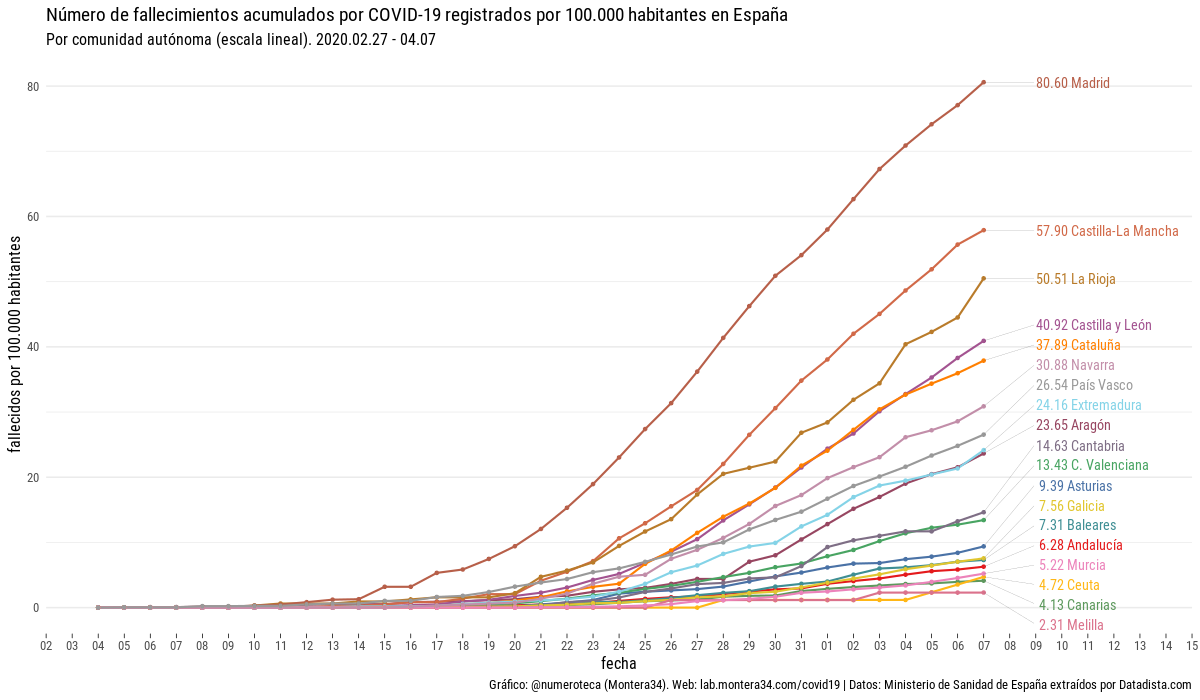 Número de fallecimientos acumulados por COVID-19 registrados por 100.000 habitantes en España
Por comunidad autónoma (escala lineal). 2020.02.27 - 04.07
fallecidos por 100.000 habitantes
80
60
40
20
0
80.60 Madrid
57.90 Castilla-La Mancha
50.51 La Rioja
40.92 Castilla y León
37.89 Cataluña
30.88 Navarra
26.54 País Vasco
24.16 Extremadura
23.65 Aragón
14.63 Cantabria
13.43 C. Valenciana
9.39 Asturias
7.56 Galicia
7.31 Baleares
6.28 Andalucía
5.22 Murcia
4.72 Ceuta
4.13 Canarias
2.31 Melilla
02 03 04 05 06 07 08 09 10 11 12 13 14 15 16 17 18 19 20 21 22 23 24 25 26 27 28 29 30 31 01 02 03 04 05 06 07 08 09 10 11 12 13 14 15
fecha
Gráfico: @numeroteca (Montera34). Web: lab.montera34.com/covid19 | Datos: Ministerio de Sanidad de España extraídos por Datadista.com